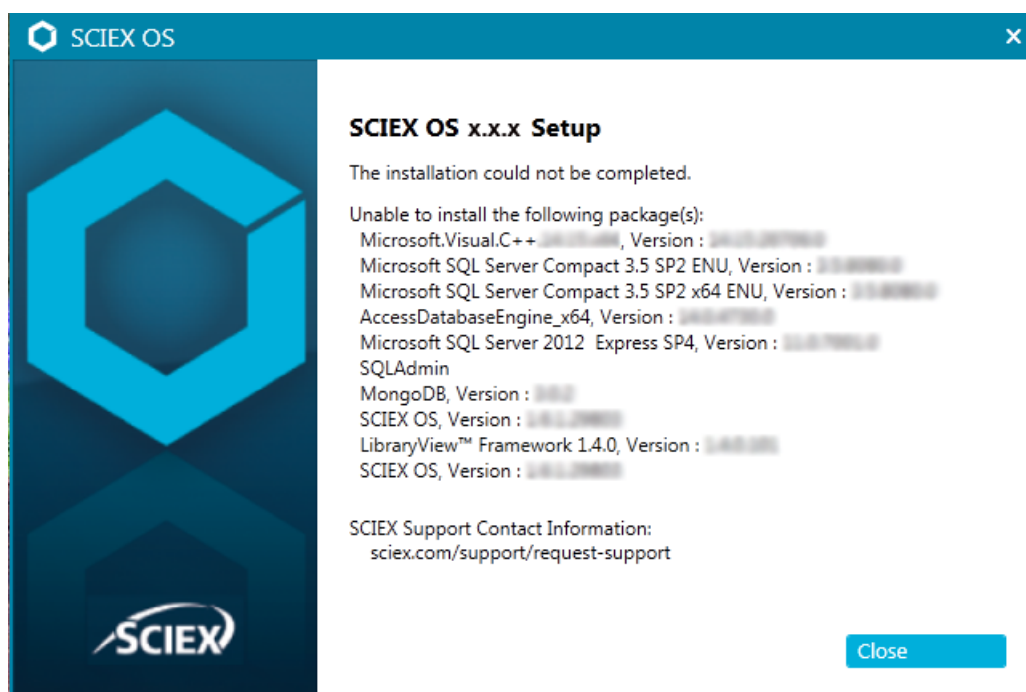 SCIEX OS
SCIEX OS x.x.x Setup
The installation could not be completed.
Unable to install the following package(s):
Microsoft.Visual.C++, Version :
Microsoft SQL Server Compact 3.5 SP2 ENU, Version :
Microsoft SQL Server Compact 3.5 SP2 x64 ENU, Version :
AccessDatabaseEngine_x64, Version :
Microsoft SQL Server 2012 Express SP4, Version :
SQLAdmin
MongoDB, Version :
SCIEX OS, Version :
LibraryView™ Framework 1.4.0, Version :
SCIEX OS, Version :
SCIEX Support Contact Information:
sciex.com/support/request-support
SCIEX
Close